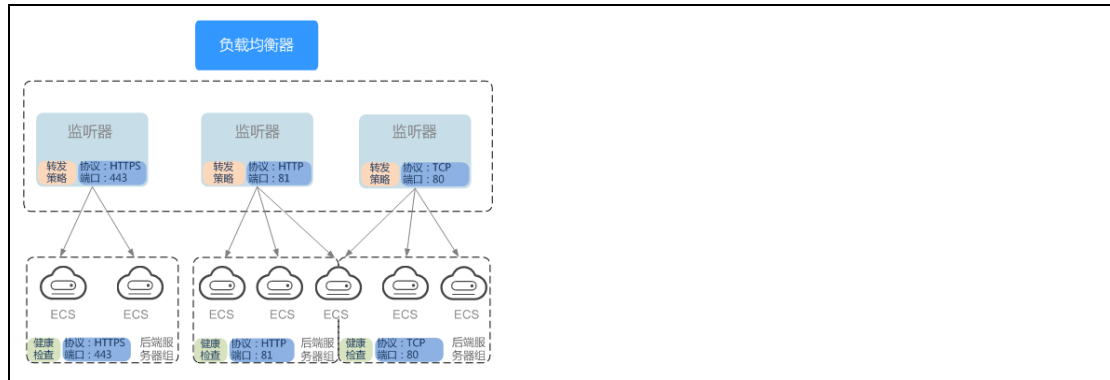 负载均衡器
监听器
转发
策略
协议：HTTPS
端口：443
监听器
转发
策略
协议：HTTP
端口：81
监听器
转发
策略
协议：TCP
端口：80
ECS
ECS
ECS
ECS
ECS
ECS
ECS
健康
检查
协议：HTTPS
端口：443
后端服
务器组
健康
检查
协议：HTTP
端口：81
后端服
务器组
健康
检查
协议：TCP
端口：80
后端服
务器组